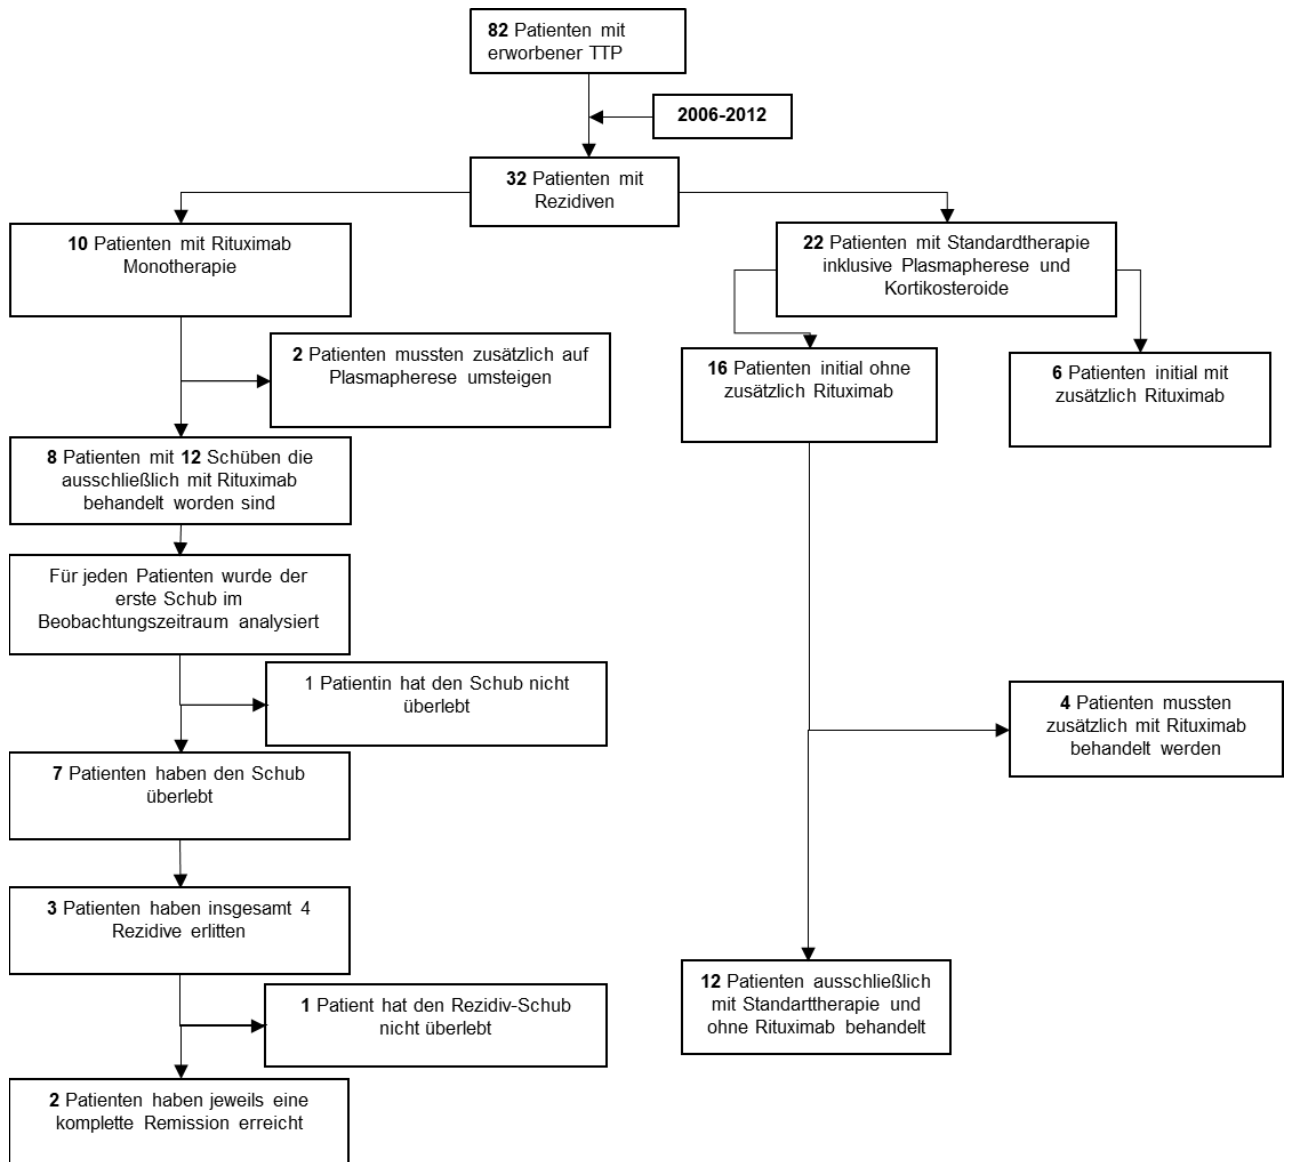 82 Patienten mit
erworbener TTP
2006-2012
32 Patienten mit
Rezidiven
10 Patienten mit Rituximab
Monotherapie
22 Patienten mit Standardtherapie
inklusive Plasmapherese und
Kortikosteroide
2 Patienten mussten zusätzlich auf
Plasmapherese umsteigen
16 Patienten initial ohne
zusätzlich Rituximab
6 Patienten initial mit
zusätzlich Rituximab
8 Patienten mit 12 Schüben die
ausschließlich mit Rituximab
behandelt worden sind
Für jeden Patienten wurde der
erste Schub im
Beobachtungszeitraum analysiert
1 Patientin hat den Schub nicht
überlebt
4 Patienten mussten
zusätzlich mit Rituximab
behandelt werden
7 Patienten haben den Schub
überlebt
3 Patienten haben insgesamt 4
Rezidive erlitten
12 Patienten ausschließlich
mit Standarttherapie und
ohne Rituximab behandelt
1 Patient hat den Rezidiv-Schub
nicht überlebt
2 Patienten haben jeweils eine
komplette Remission erreicht